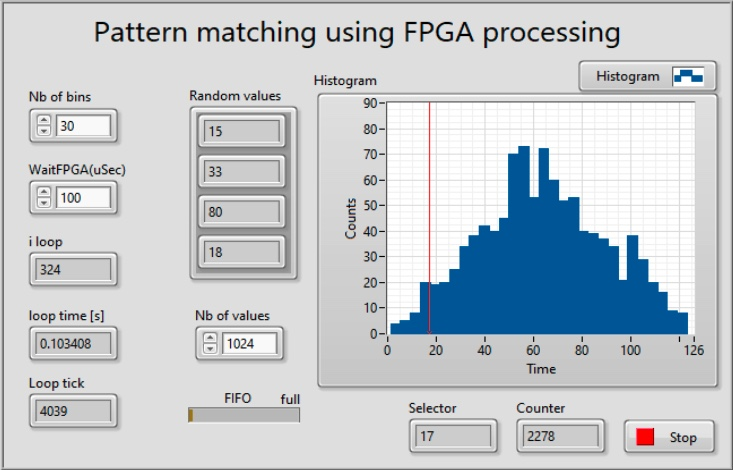 Pattern matching using FPGA processing
Nb of bins
30
WaitFPGA(uSec)
100
i loop
324
loop time [s]
0.103408
Loop tick
4039
Random values
15
33
80
18
Nb of values
1024
FIFO full
Histogram
Histogram
90
80
70
60
50
40
30
20
10
0
Counts
0 20 40 60 80 100 126
Time
Selector
17
Counter
2278
Stop